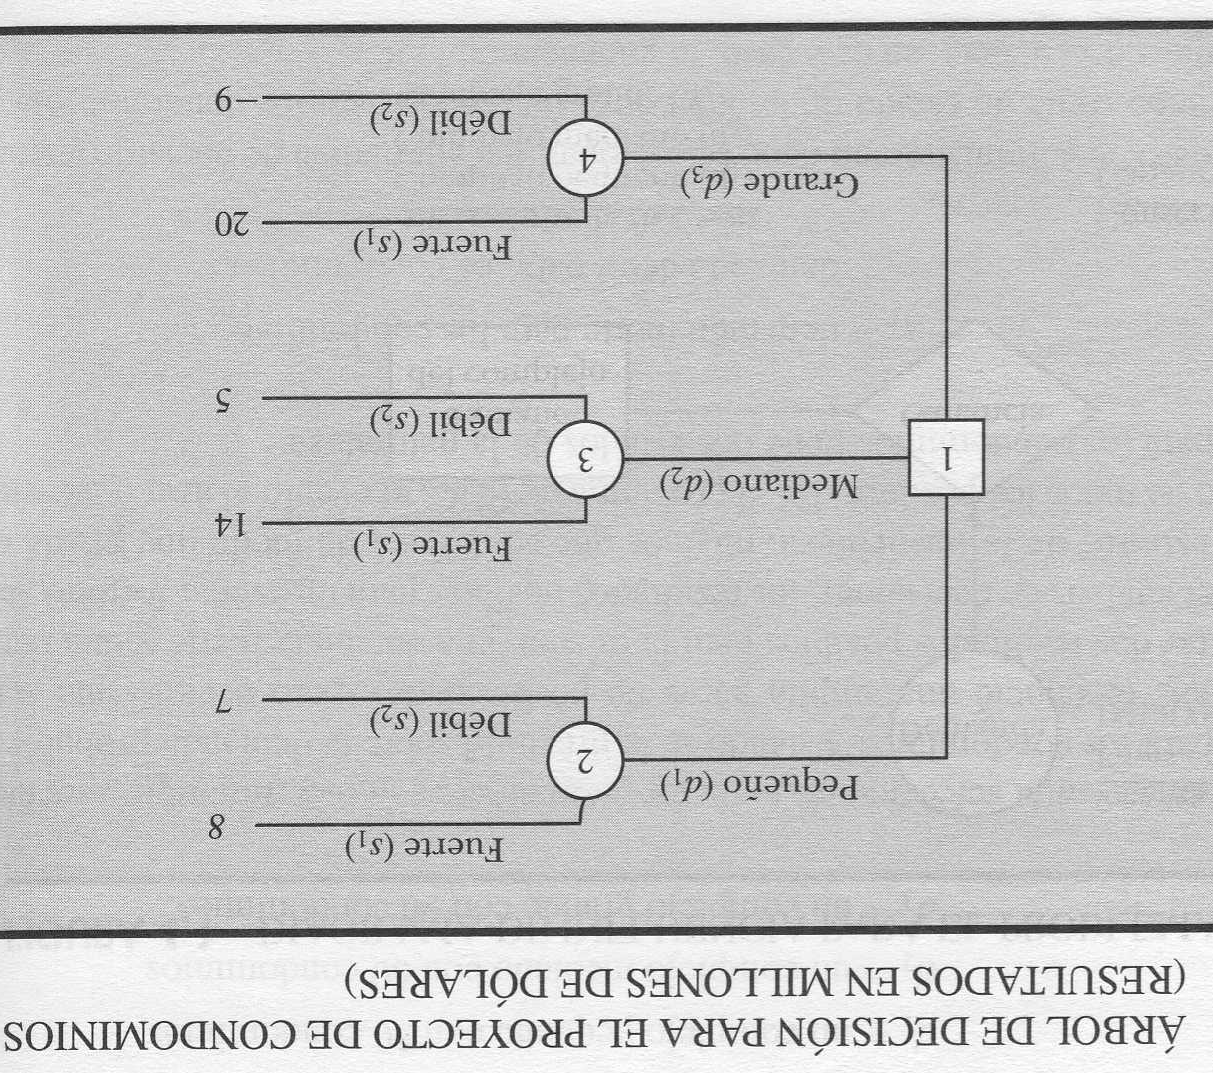 ÁRBOL DE DECISIÓN PARA EL PROYECTO DE CONDOMINIOS
(RESULTADOS EN MILLONES DE DÓLARES)
Fuerte (s₁)
8
Pequeño (d₁)
2
Débil (s₂)
7
Fuerte (s₁)
14
1
Mediano (d₂)
3
Débil (s₂)
5
Fuerte (s₁)
20
Grande (d₃)
4
Débil (s₂)
−9